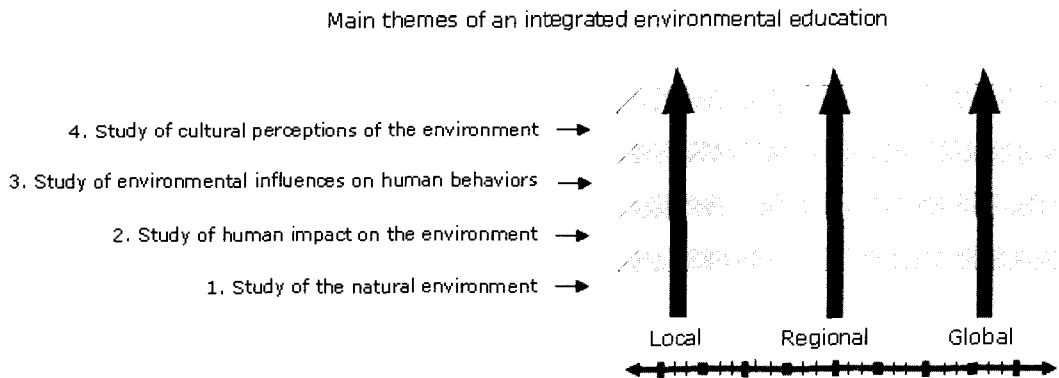 Main themes of an integrated environmental education
4. Study of cultural perceptions of the environment
3. Study of environmental influences on human behaviors
2. Study of human impact on the environment
1. Study of the natural environment
Local Regional Global